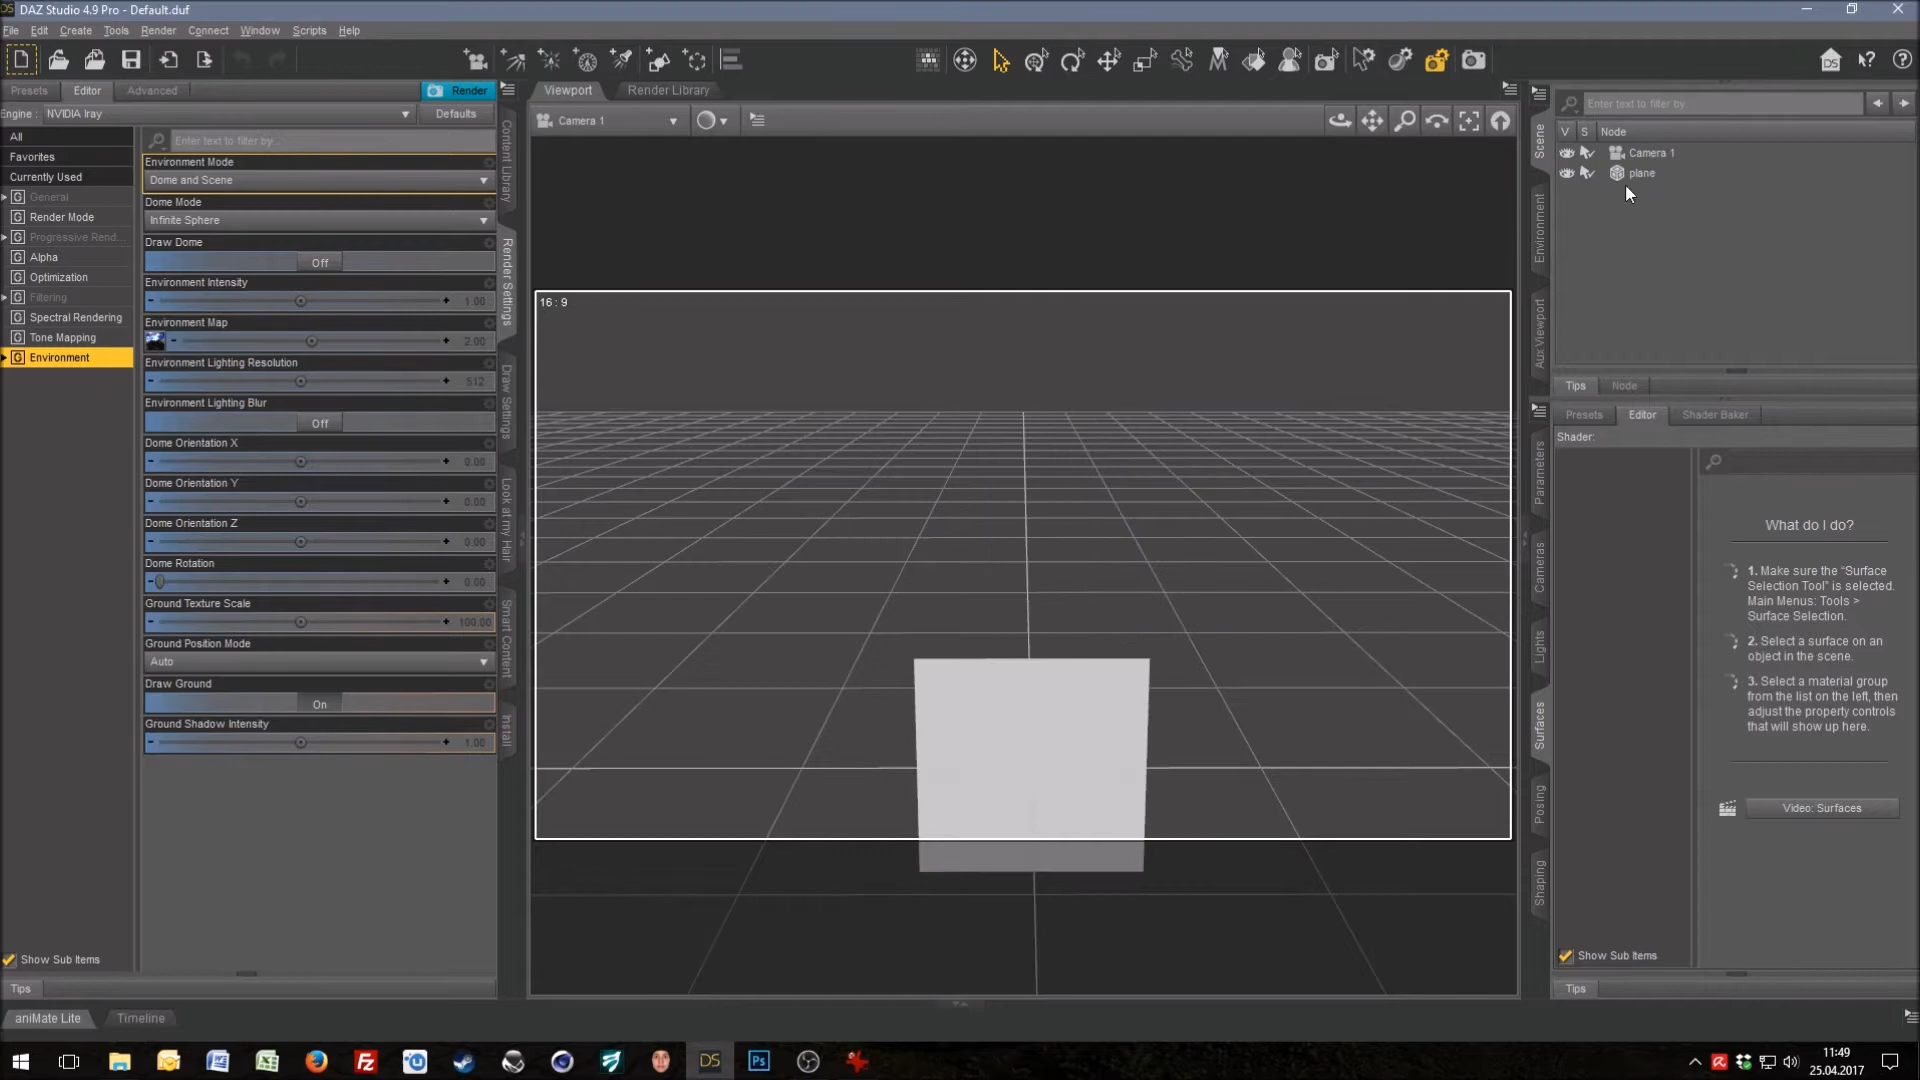 DAZ Studio 4.9 Pro - Default.duf
File Edit Create Tools Render Connect Window Scripts Help
Presets Editor Advanced Render
Engine : NVIDIA Iray Defaults
All
Favorites
Currently Used
General
Render Mode
Progressive Rend...
Alpha
Optimization
Filtering
Spectral Rendering
Tone Mapping
Environment
Show Sub Items
Tips
Enter text to filter by...
Environment Mode
Dome and Scene
Dome Mode
Infinite Sphere
Draw Dome
Off
Environment Intensity
1.00
Environment Map
2.00
Environment Lighting Resolution
512
Environment Lighting Blur
Off
Dome Orientation X
0.00
Dome Orientation Y
0.00
Dome Orientation Z
0.00
Dome Rotation
0.00
Ground Texture Scale
100.00
Ground Position Mode
Auto
Draw Ground
On
Ground Shadow Intensity
1.00
Content Library
Render Settings
Draw Settings
Look at my Hair
Smart Content
Install
Viewport Render Library
Camera 1
16 : 9
Scene
Environment
Aux Viewport
Enter text to filter by.
V S Node
Camera 1
plane
Tips Node
Parameters
Cameras
Lights
Surfaces
Posing
Shaping
Presets Editor Shader Baker
Shader:
What do I do?
1. Make sure the "Surface
Selection Tool" is selected.
Main Menus: Tools >
Surface Selection.
2. Select a surface on an
object in the scene.
3. Select a material group
from the list on the left, then
adjust the property controls
that will show up here.
Video: Surfaces
Show Sub Items
Tips
aniMate Lite Timeline
11:49
25.04.2017